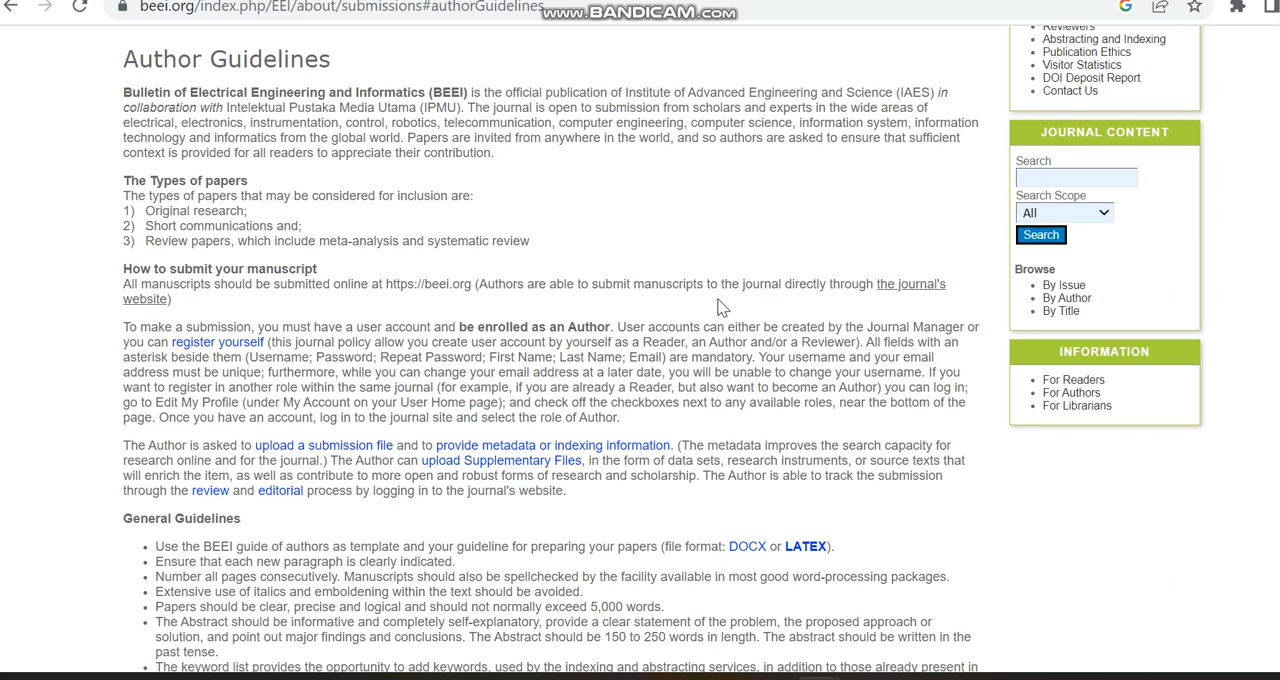 beei.org/index.php/EEI/about/submissions#authorGuidelines
www.BANDICAM.com
Author Guidelines
Bulletin of Electrical Engineering and Informatics (BEEI) is the official publication of Institute of Advanced Engineering and Science (IAES) in
collaboration with Intelektual Pustaka Media Utama (IPMU). The journal is open to submission from scholars and experts in the wide areas of
electrical, electronics, instrumentation, control, robotics, telecommunication, computer engineering, computer science, information system, information
technology and informatics from the global world. Papers are invited from anywhere in the world, and so authors are asked to ensure that sufficient
context is provided for all readers to appreciate their contribution.
The Types of papers
The types of papers that may be considered for inclusion are:
1) Original research;
2) Short communications and;
3) Review papers, which include meta-analysis and systematic review
How to submit your manuscript
All manuscripts should be submitted online at https://beei.org (Authors are able to submit manuscripts to the journal directly through the journal's
website)
To make a submission, you must have a user account and be enrolled as an Author. User accounts can either be created by the Journal Manager or
you can register yourself (this journal policy allow you create user account by yourself as a Reader, an Author and/or a Reviewer). All fields with an
asterisk beside them (Username; Password; Repeat Password; First Name; Last Name; Email) are mandatory. Your username and your email
address must be unique; furthermore, while you can change your email address at a later date, you will be unable to change your username. If you
want to register in another role within the same journal (for example, if you are already a Reader, but also want to become an Author) you can log in;
go to Edit My Profile (under My Account on your User Home page); and check off the checkboxes next to any available roles, near the bottom of the
page. Once you have an account, log in to the journal site and select the role of Author.
The Author is asked to upload a submission file and to provide metadata or indexing information. (The metadata improves the search capacity for
research online and for the journal.) The Author can upload Supplementary Files, in the form of data sets, research instruments, or source texts that
will enrich the item, as well as contribute to more open and robust forms of research and scholarship. The Author is able to track the submission
through the review and editorial process by logging in to the journal's website.
General Guidelines
• Use the BEEI guide of authors as template and your guideline for preparing your papers (file format: DOCX or LATEX).
• Ensure that each new paragraph is clearly indicated.
• Number all pages consecutively. Manuscripts should also be spellchecked by the facility available in most good word-processing packages.
• Extensive use of italics and emboldening within the text should be avoided.
• Papers should be clear, precise and logical and should not normally exceed 5,000 words.
• The Abstract should be informative and completely self-explanatory, provide a clear statement of the problem, the proposed approach or
solution, and point out major findings and conclusions. The Abstract should be 150 to 250 words in length. The abstract should be written in the
past tense.
• The keyword list provides the opportunity to add keywords, used by the indexing and abstracting services, in addition to those already present in
• Reviewers
• Abstracting and Indexing
• Publication Ethics
• Visitor Statistics
• DOI Deposit Report
• Contact Us
JOURNAL CONTENT
Search
Search Scope
All
Search
Browse
• By Issue
• By Author
• By Title
INFORMATION
• For Readers
• For Authors
• For Librarians